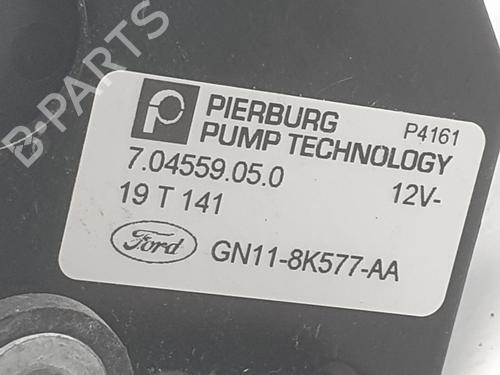 B-PARTS
PIERBURG
PUMP TECHNOLOGY
P4161
7.04559.05.0
12V-
19 T 141
Ford
GN11-8K577-AA